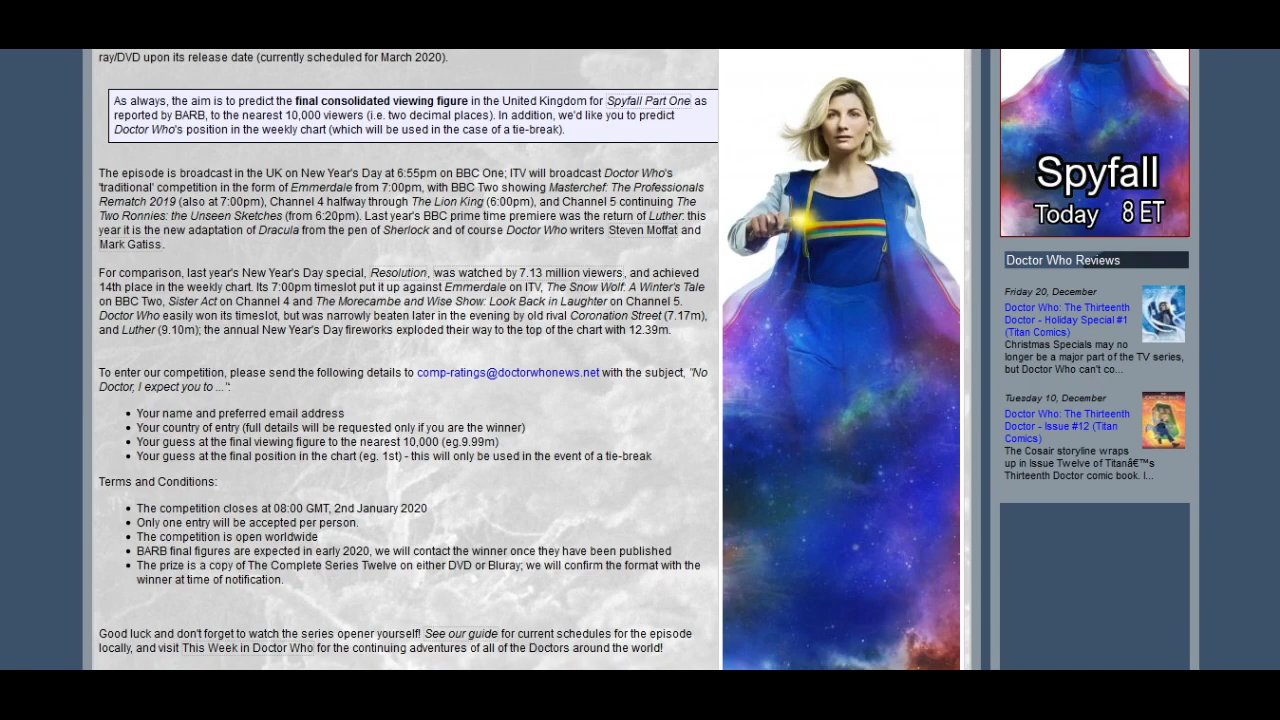 ray/DVD upon its release date (currently scheduled for March 2020).
As always, the aim is to predict the final consolidated viewing figure in the United Kingdom for Spyfall Part One as
reported by BARB, to the nearest 10,000 viewers (i.e. two decimal places). In addition, we'd like you to predict
Doctor Who's position in the weekly chart (which will be used in the case of a tie-break).
The episode is broadcast in the UK on New Year's Day at 6:55pm on BBC One; ITV will broadcast Doctor Who's
'traditional' competition in the form of Emmerdale from 7:00pm, with BBC Two showing Masterchef: The Professionals
Rematch 2019 (also at 7:00pm), Channel 4 halfway through The Lion King (6:00pm), and Channel 5 continuing The
Two Ronnies: the Unseen Sketches (from 6:20pm). Last year's BBC prime time premiere was the return of Luther: this
year it is the new adaptation of Dracula from the pen of Sherlock and of course Doctor Who writers Steven Moffat and
Mark Gatiss.
For comparison, last year's New Year's Day special, Resolution, was watched by 7.13 million viewers, and achieved
14th place in the weekly chart. Its 7:00pm timeslot put it up against Emmerdale on ITV, The Snow Wolf: A Winter's Tale
on BBC Two, Sister Act on Channel 4 and The Morecambe and Wise Show: Look Back in Laughter on Channel 5.
Doctor Who easily won its timeslot, but was narrowly beaten later in the evening by old rival Coronation Street (7.17m),
and Luther (9.10m); the annual New Year's Day fireworks exploded their way to the top of the chart with 12.39m.
To enter our competition, please send the following details to comp-ratings@doctorwhonews.net with the subject, "No
Doctor, I expect you to ...":
• Your name and preferred email address
• Your country of entry (full details will be requested only if you are the winner)
• Your guess at the final viewing figure to the nearest 10,000 (eg.9.99m)
• Your guess at the final position in the chart (eg. 1st) - this will only be used in the event of a tie-break
Terms and Conditions:
• The competition closes at 08:00 GMT, 2nd January 2020
• Only one entry will be accepted per person.
• The competition is open worldwide
• BARB final figures are expected in early 2020, we will contact the winner once they have been published
• The prize is a copy of The Complete Series Twelve on either DVD or Bluray; we will confirm the format with the
winner at time of notification.
Good luck and don't forget to watch the series opener yourself! See our guide for current schedules for the episode
locally, and visit This Week in Doctor Who for the continuing adventures of all of the Doctors around the world!
Spyfall
Today 8 ET
Doctor Who Reviews
Friday 20, December
Doctor Who: The Thirteenth
Doctor - Holiday Special #1
(Titan Comics)
Christmas Specials may no
longer be a major part of the TV series,
but Doctor Who can't co...
Tuesday 10, December
Doctor Who: The Thirteenth
Doctor - Issue #12 (Titan
Comics)
The Cosair storyline wraps
up in Issue Twelve of Titanâ€™s
Thirteenth Doctor comic book. I...